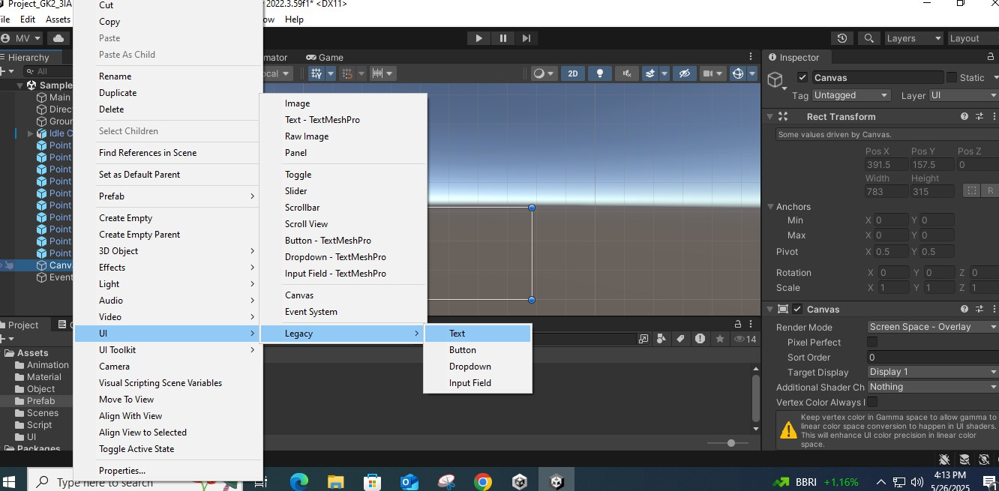 Project_GK2_3IA
2022.3.59f1* <DX11>
File Edit Assets
Help
MV
Layers
Layout
Hierarchy
All
Sample
Main
Direc
Groun
Idle C
Point
Point
Point
Point
Point
Point
Point
Point
Point
Point
Canv
Event
Cut
Copy
Paste
Paste As Child
Rename
Duplicate
Delete
Select Children
Find References in Scene
Set as Default Parent
Prefab
Create Empty
Create Empty Parent
3D Object
Effects
Light
Audio
Video
UI
UI Toolkit
Camera
Visual Scripting Scene Variables
Move To View
Align With View
Align View to Selected
Toggle Active State
Properties...
Image
Text - TextMeshPro
Raw Image
Panel
Toggle
Slider
Scrollbar
Scroll View
Button - TextMeshPro
Dropdown - TextMeshPro
Input Field - TextMeshPro
Canvas
Event System
Legacy
Text
Button
Dropdown
Input Field
mator
Game
ocal
2D
14
Project
Assets
Animation
Material
Object
Prefab
Scenes
Script
UI
Packages
Inspector
Canvas
Static
Tag Untagged Layer UI
Rect Transform
Some values driven by Canvas.
Pos X Pos Y Pos Z
391.5 157.5 0
Width Height
783 315
R
Anchors
Min X 0 Y 0
Max X 0 Y 0
Pivot X 0.5 Y 0.5
Rotation X 0 Y 0 Z 0
Scale X 1 Y 1 Z 1
Canvas
Render Mode Screen Space - Overlay
Pixel Perfect
Sort Order 0
Target Display Display 1
Additional Shader Ch Nothing
Vertex Color Always I
Keep vertex color in Gamma space to allow gamma to
linear color space conversion to happen in UI shaders.
This will enhance UI color precision in linear color
space.
Type here to search
BBRI +1,16%
4:13 PM
5/26/2025
1